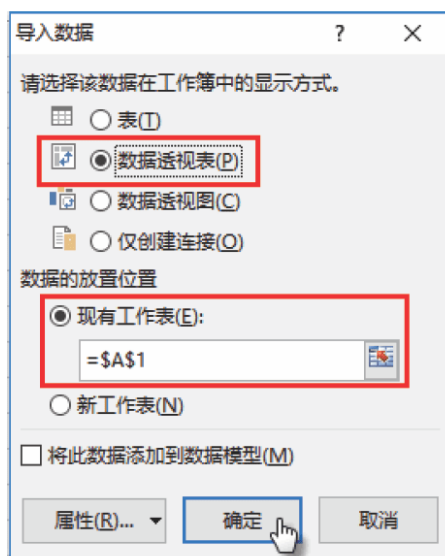 导入数据 ?
请选择该数据在工作簿中的显示方式。
表(T)
数据透视表(P)
数据透视图(C)
仅创建连接(O)
数据的放置位置
现有工作表(E):
=$A$1
新工作表(N)
将此数据添加到数据模型(M)
属性(R)... 确定 取消